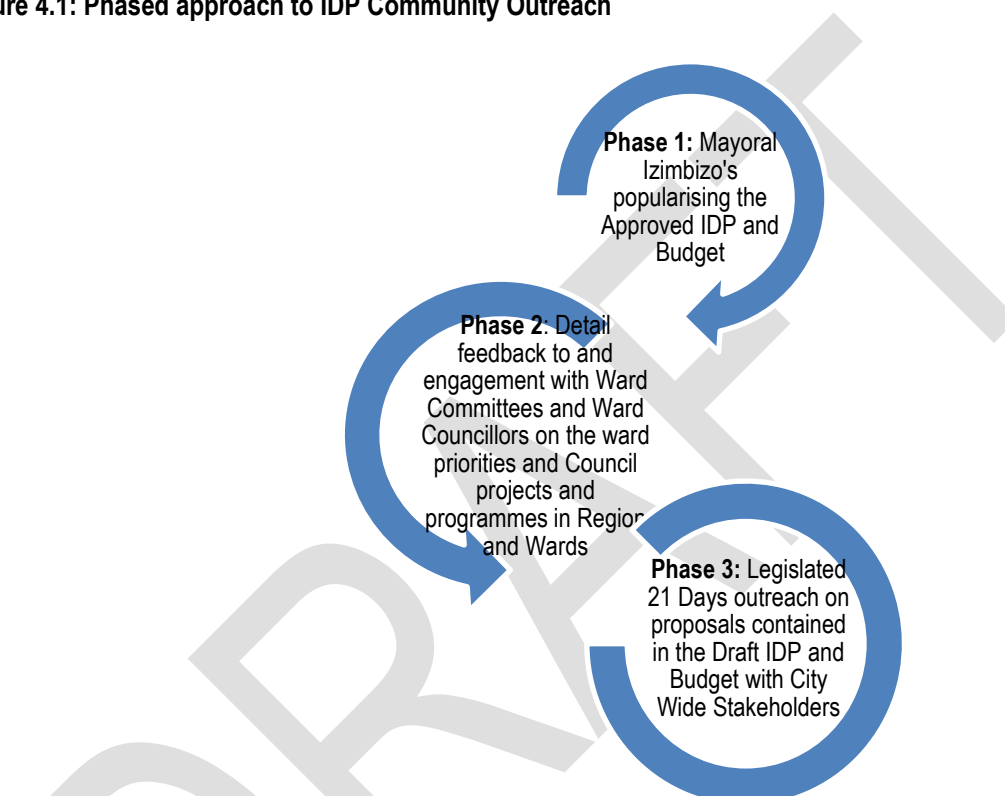 ure 4.1: Phased approach to IDP Community Outreach
Phase 1: Mayoral
Izimbizo's
popularising the
Approved IDP and
Budget
Phase 2: Detail
feedback to and
engagement with Ward
Committees and Ward
Councillors on the ward
priorities and Council
projects and
programmes in Region
and Wards
Phase 3: Legislated
21 Days outreach on
proposals contained
in the Draft IDP and
Budget with City
Wide Stakeholders
DRAFT